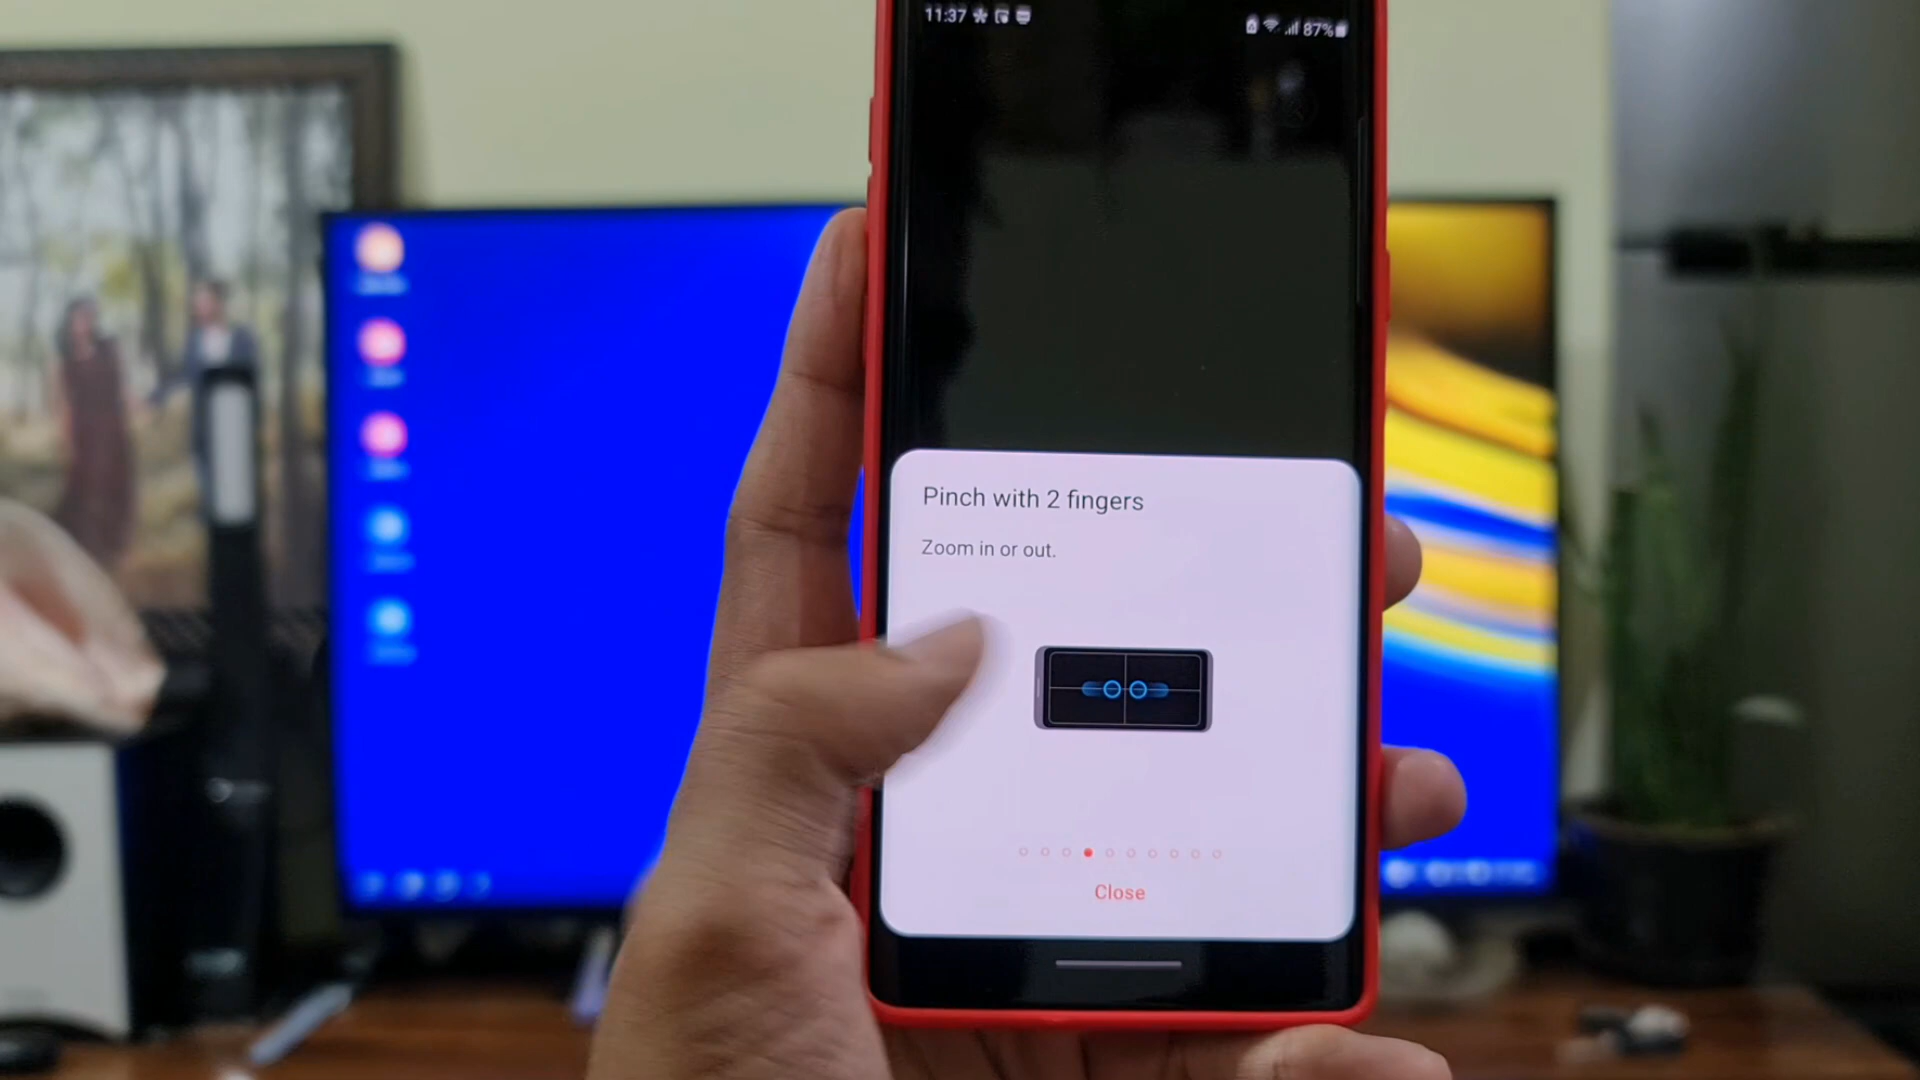 11:37
87%
Pinch with 2 fingers
Zoom in or out.
Close